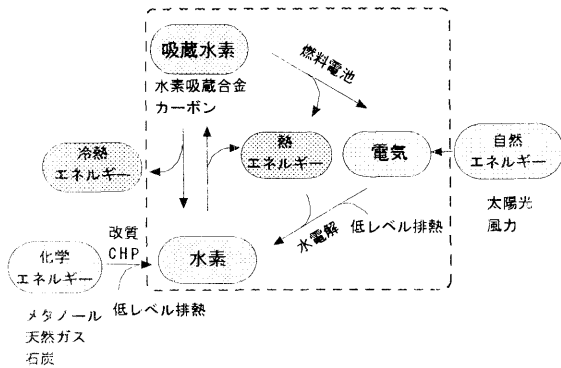 吸蔵水素
水素吸蔵合金
カーボン
燃料電池
冷熱
エネルギー
熱
エネルギー
電気
自然
エネルギー
太陽光
風力
水電解
低レベル排熱
改質
CHP
水素
化学
エネルギー
低レベル排熱
メタノール
天然ガス
石炭